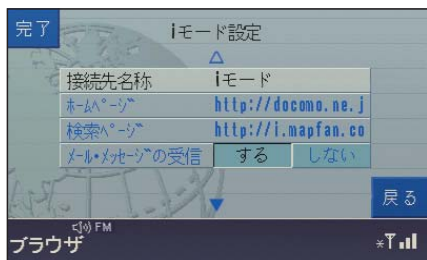 完了
iモード設定
接続先名称 iモード
ﾎｰﾑﾍﾟｰｼﾞ http://docomo.ne.j
検索ﾍﾟｰｼﾞ http://i.mapfan.co
ﾒｰﾙ・ﾒｯｾｰｼﾞの受信 する しない
戻る
FM
ブラウザ